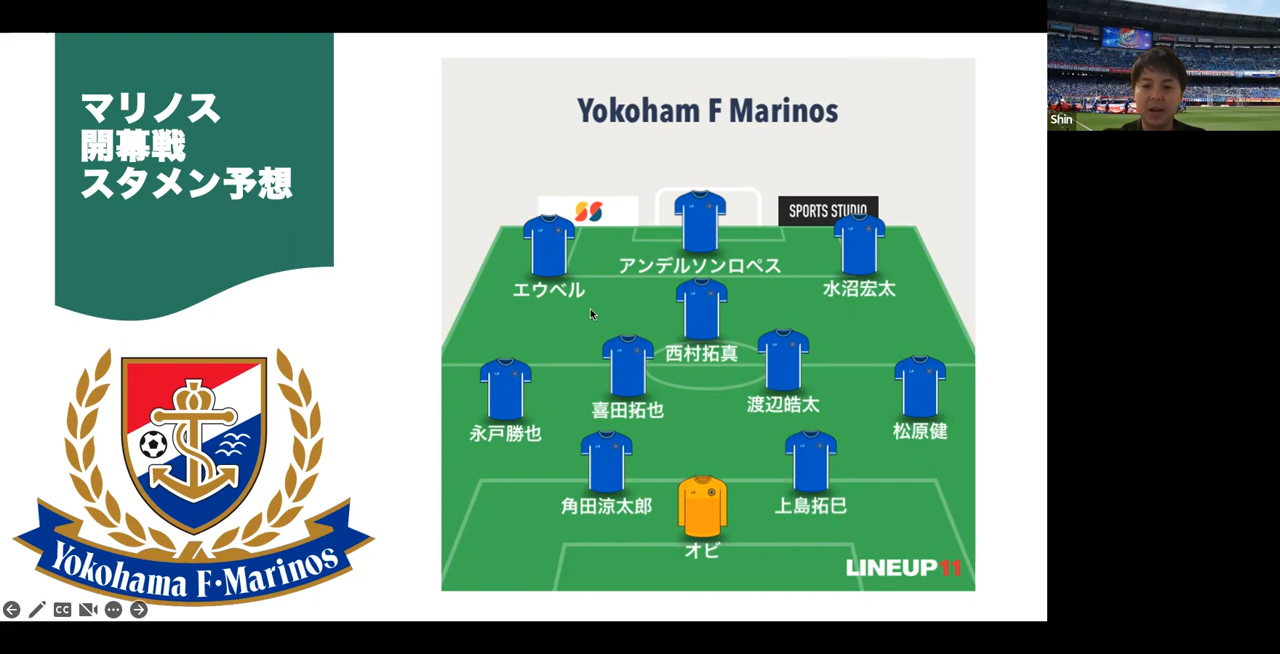 マリノス
開幕戦
スタメン予想
Yokoham F Marinos
SPORTS STUDIO
アンデルソンロペス
エウベル
水沼宏太
西村拓真
喜田拓也
渡辺皓太
永戸勝也
松原健
角田涼太郎
上島拓巳
オビ
LINEUP11
Yokohama F·Marinos
CC
Shin